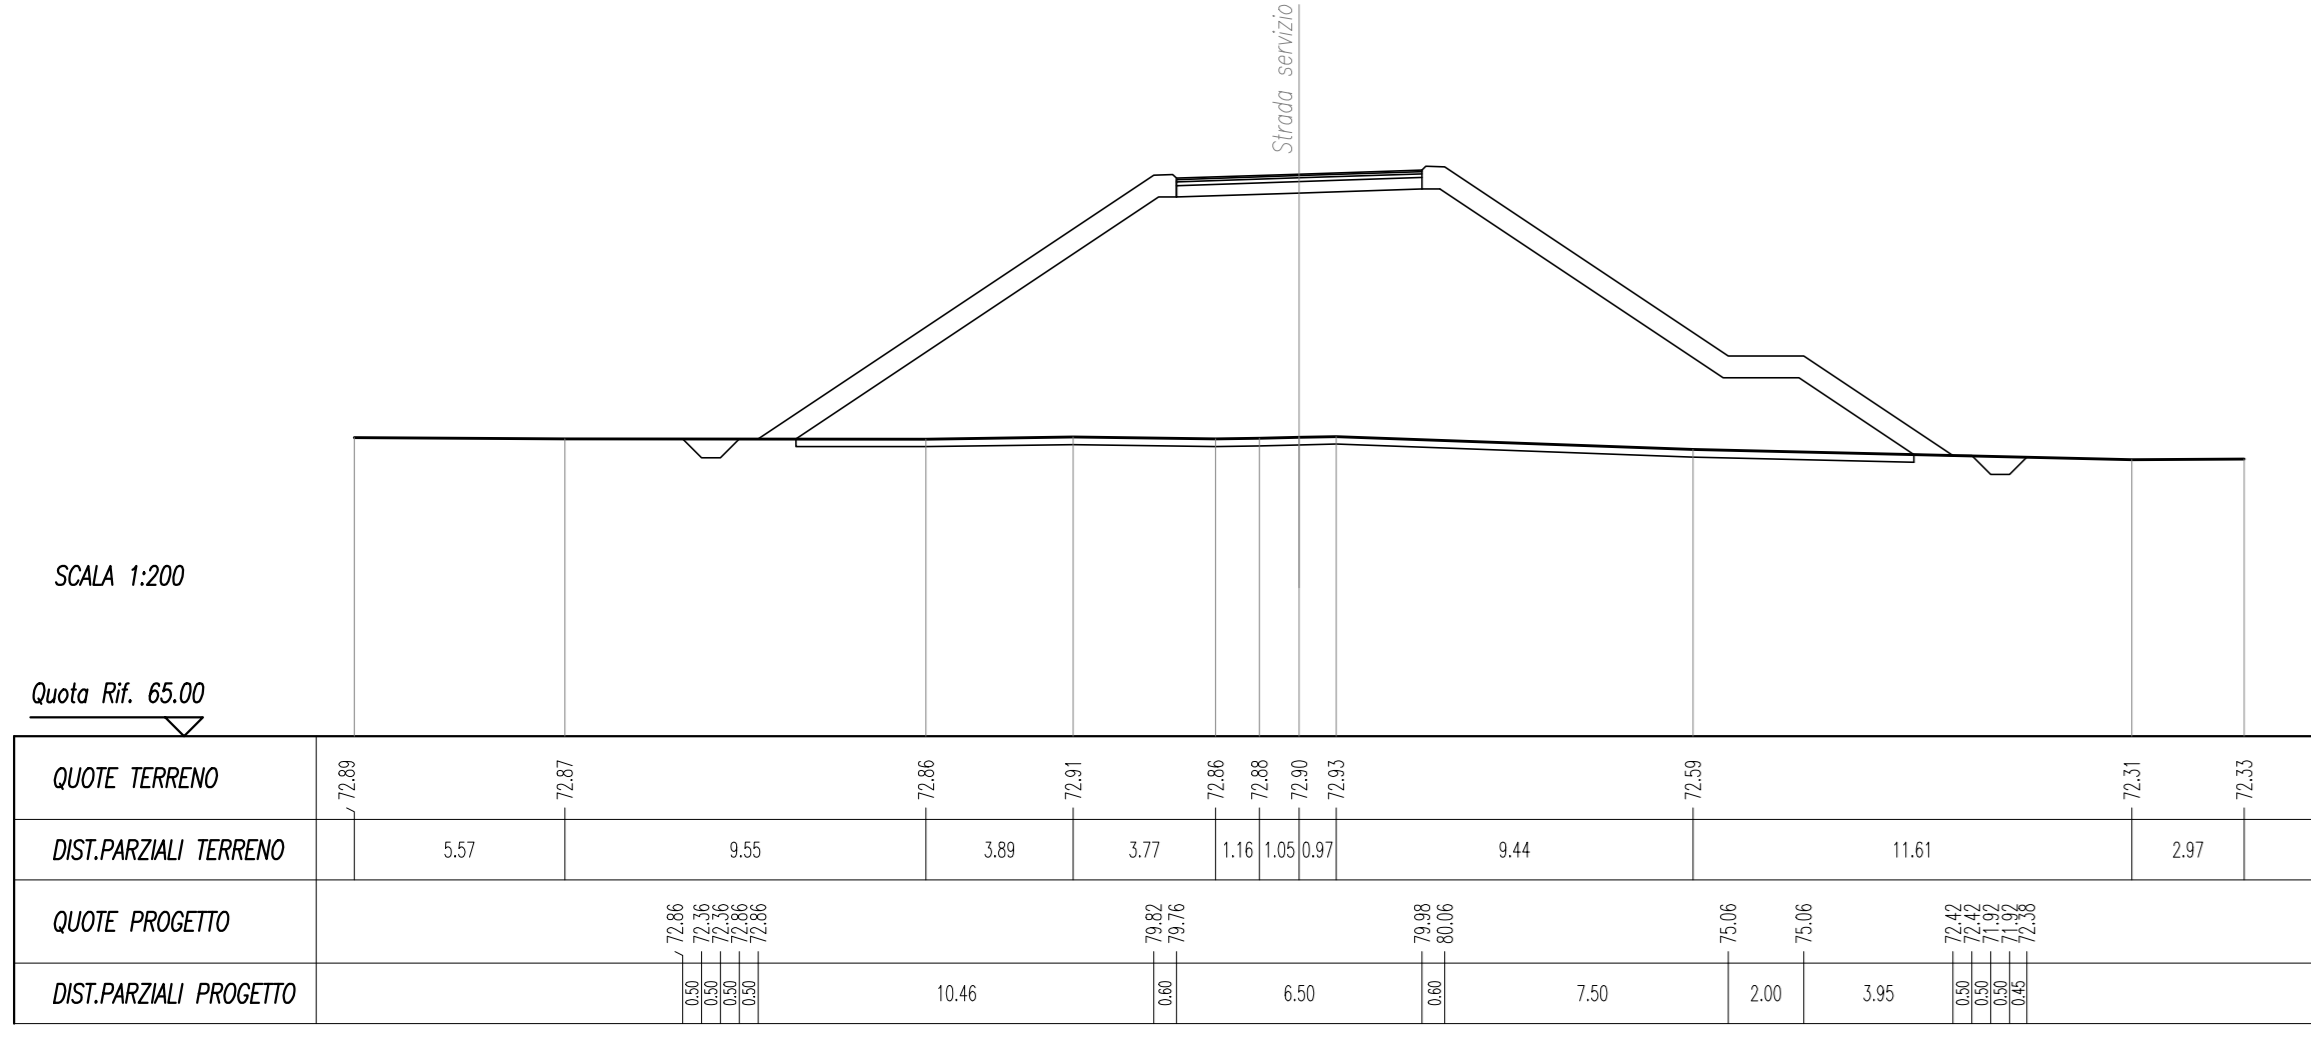 Strada servizio
SCALA 1:200
Quota Rif. 65.00
QUOTE TERRENO
72.89 72.87 72.86 72.91 72.86 72.88 72.90 72.93 72.59 72.31 72.33
DIST.PARZIALI TERRENO
5.57 9.55 3.89 3.77 1.16 1.05 0.97 9.44 11.61 2.97
QUOTE PROGETTO
72.86 72.36 72.36 72.86 72.86 79.82 79.76 79.98 80.06 75.06 75.06 72.42 72.42 71.92 71.92 72.38
DIST.PARZIALI PROGETTO
0.50 0.50 0.50 0.50 10.46 0.60 6.50 0.60 7.50 2.00 3.95 0.50 0.50 0.50 0.45